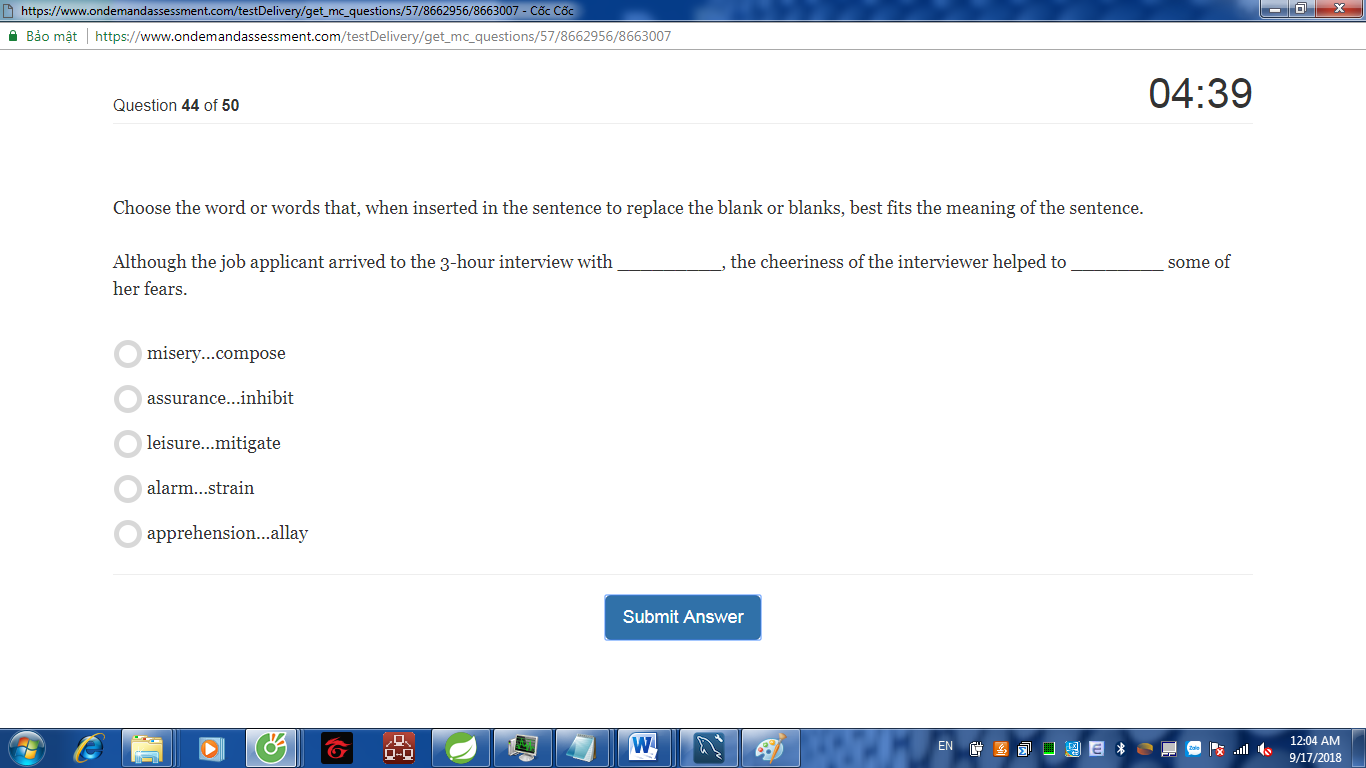 https://www.ondemandassessment.com/testDelivery/get_mc_questions/57/8662956/8663007 - Cốc Cốc
Bảo mật https://www.ondemandassessment.com/testDelivery/get_mc_questions/57/8662956/8663007
Question 44 of 50
04:39
Choose the word or words that, when inserted in the sentence to replace the blank or blanks, best fits the meaning of the sentence.
Although the job applicant arrived to the 3-hour interview with _________, the cheeriness of the interviewer helped to ________ some of
her fears.
misery...compose
assurance...inhibit
leisure...mitigate
alarm...strain
apprehension...allay
Submit Answer
EN
12:04 AM
9/17/2018